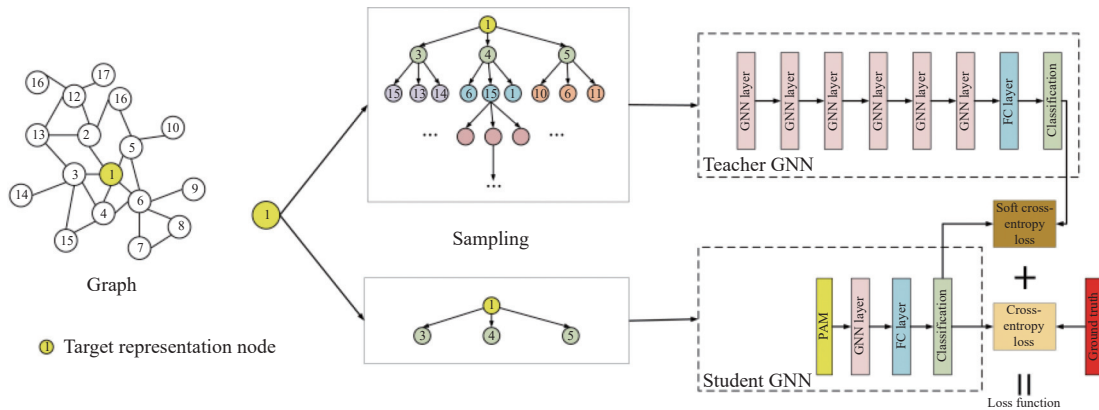 16
17
12
16
13
2
10
5
3
1
14
9
6
4
8
15
7
Graph
1 Target representation node
1
1
3
4
5
15
13
14
6
15
1
10
6
11
...
...
...
Sampling
1
3
4
5
GNN layer
GNN layer
GNN layer
GNN layer
GNN layer
GNN layer
FC layer
Classification
Teacher GNN
PAM
GNN layer
FC layer
Classification
Student GNN
Soft cross-
entropy
loss
+
Cross-
entropy
loss
Ground truth
=
Loss function